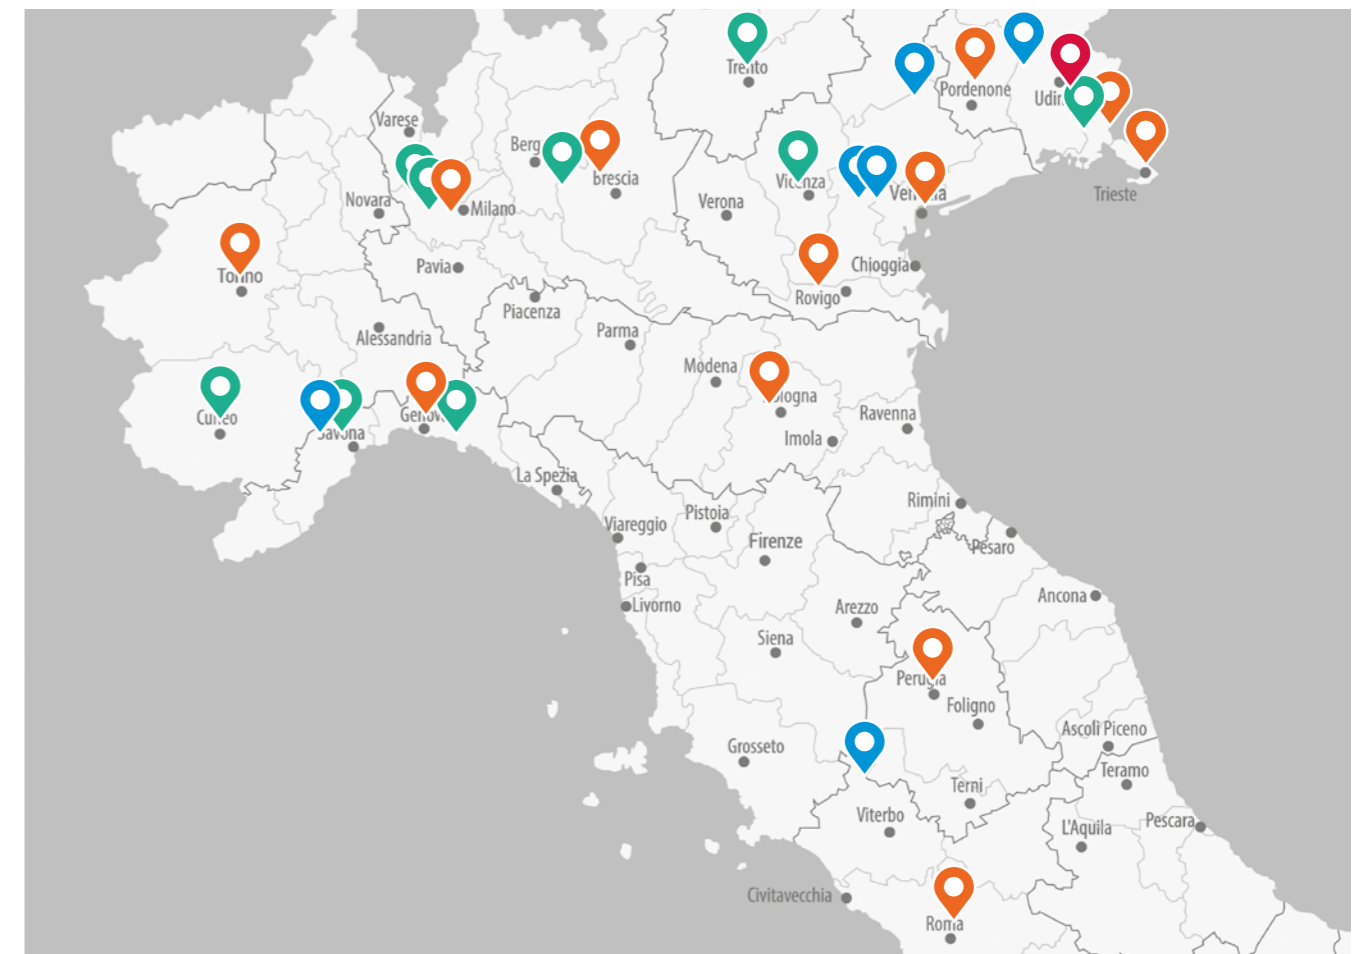 Trento
Pordenone
Varese
Vicenza
Brescia
Novara
Verona
Milano
Trieste
Chioggia
Pavia
Torino
Rovigo
Piacenza
Parma
Alessandria
Modena
Ravenna
Cuneo
Savona
Imola
La Spezia
Rimini
Pistoia
Viareggio
Firenze
Pesaro
Pisa
Ancona
Livorno
Arezzo
Siena
Perugia
Foligno
Ascoli Piceno
Grosseto
Teramo
Terni
Viterbo
Pescara
L'Aquila
Civitavecchia
Roma